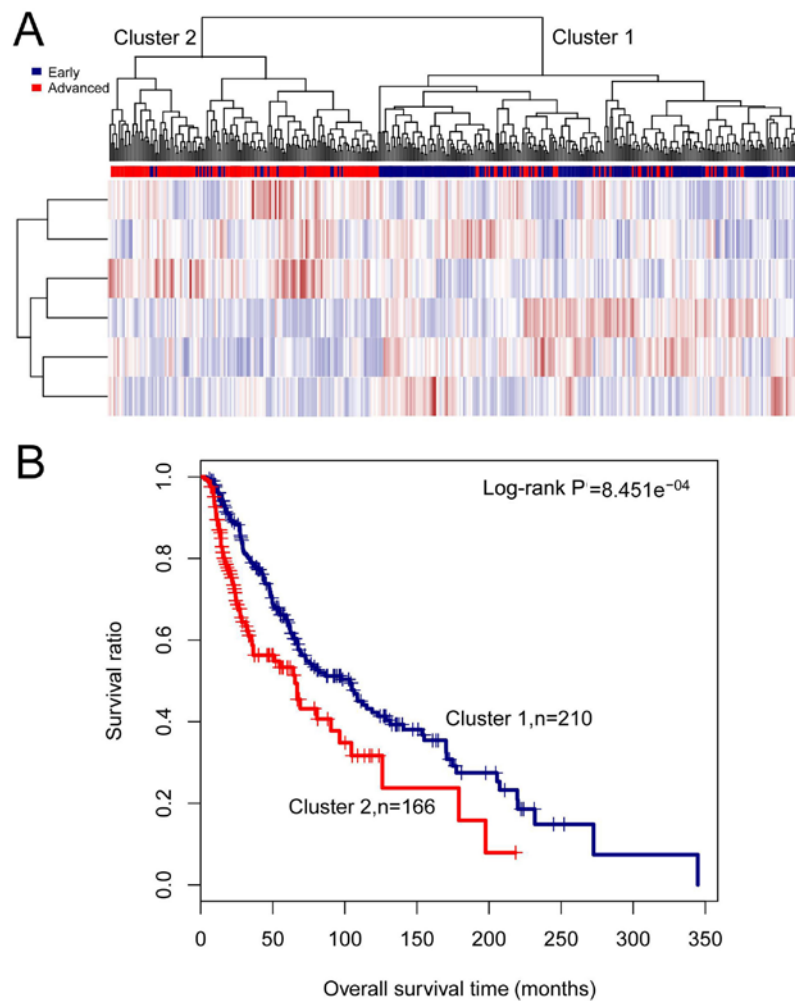 A
Cluster 2
Cluster 1
Early
Advanced
B
Log-rank P =8.451e⁻⁰⁴
1.0
0.8
0.6
0.4
0.2
0.0
Survival ratio
Cluster 1,n=210
Cluster 2,n=166
0 50 100 150 200 250 300 350
Overall survival time (months)